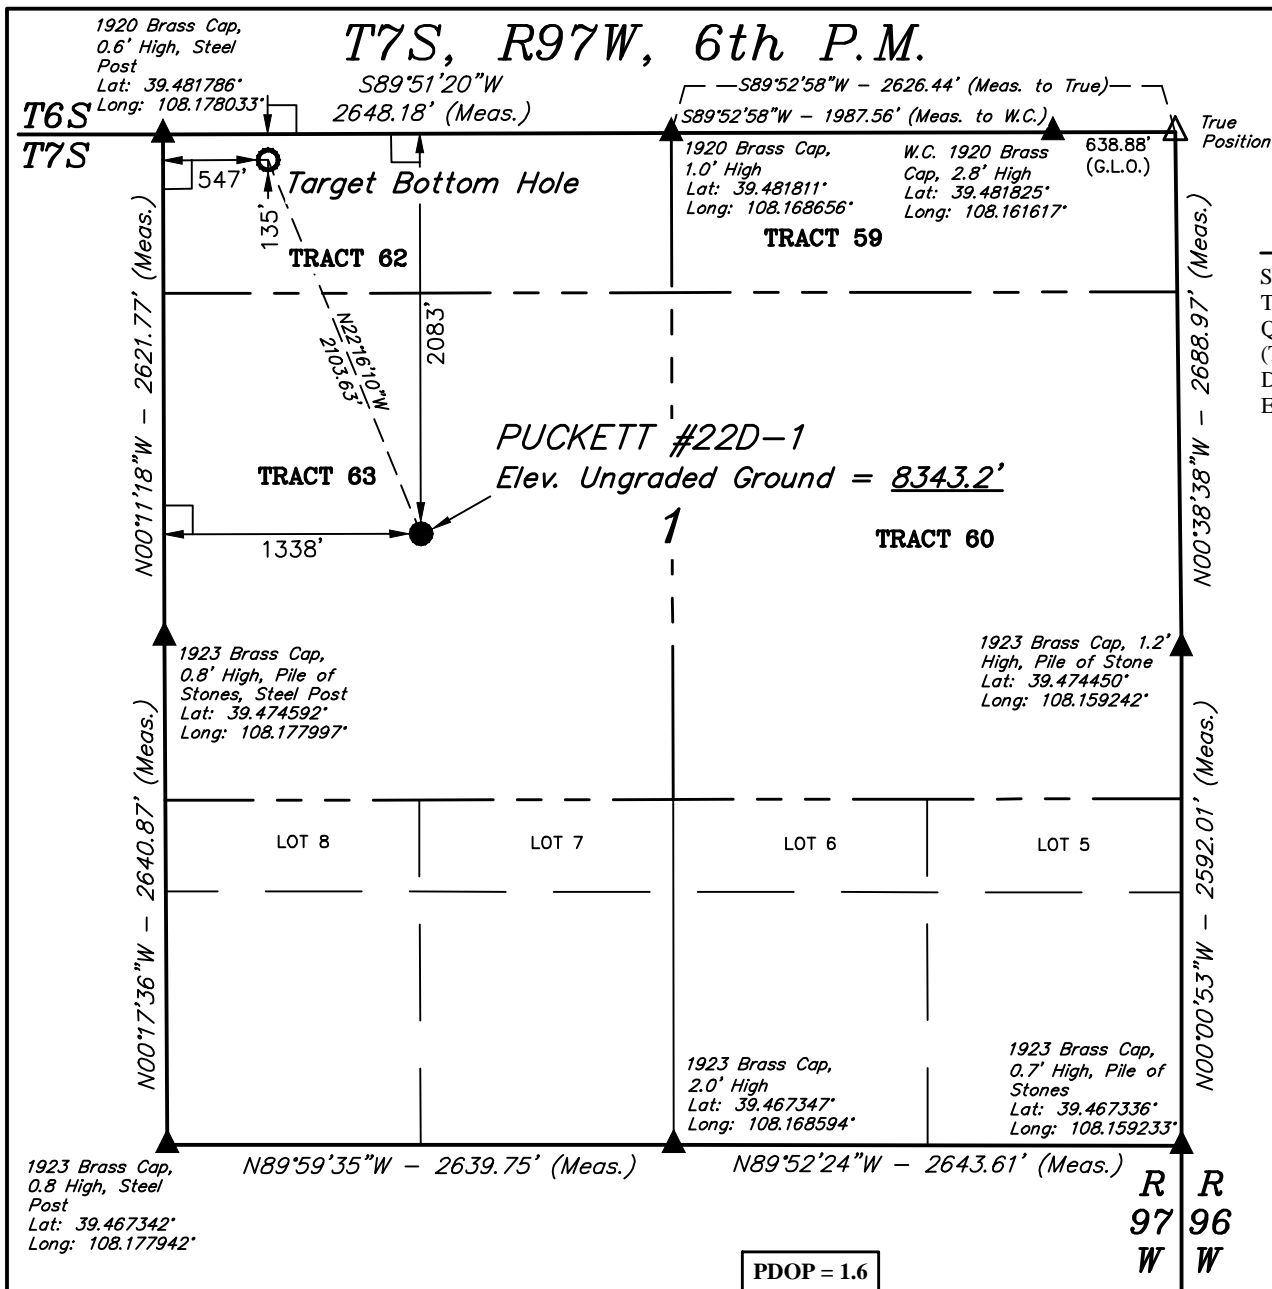 T7S, R97W, 6th P.M.
1920 Brass Cap,
0.6' High, Steel
Post
Lat: 39.481786°
Long: 108.178033°
S89°51'20"W
2648.18' (Meas.)
S89°52'58"W - 2626.44' (Meas. to True)
S89°52'58"W - 1987.56' (Meas. to W.C.)
T6S
T7S
True
Position
638.88'
(G.L.O.)
1920 Brass Cap,
1.0' High
Lat: 39.481811°
Long: 108.168656°
W.C. 1920 Brass
Cap, 2.8' High
Lat: 39.481825°
Long: 108.161617°
547'
Target Bottom Hole
135'
TRACT 62
TRACT 59
N00°11'18"W - 2621.77' (Meas.)
N22°16'10"W
2103.63'
2083'
N00°38'38"W - 2688.97' (Meas.)
S
T
Q
(T
D
E
PUCKETT #22D-1
Elev. Ungraded Ground = 8343.2'
TRACT 63
1
TRACT 60
1338'
1923 Brass Cap,
0.8' High, Pile of
Stones, Steel Post
Lat: 39.474592°
Long: 108.177997°
1923 Brass Cap, 1.2'
High, Pile of Stone
Lat: 39.474450°
Long: 108.159242°
N00°17'36"W - 2640.87' (Meas.)
N00°00'53"W - 2592.01' (Meas.)
LOT 8
LOT 7
LOT 6
LOT 5
1923 Brass Cap,
2.0' High
Lat: 39.467347°
Long: 108.168594°
1923 Brass Cap,
0.7' High, Pile of
Stones
Lat: 39.467336°
Long: 108.159233°
1923 Brass Cap,
0.8 High, Steel
Post
Lat: 39.467342°
Long: 108.177942°
N89°59'35"W - 2639.75' (Meas.)
N89°52'24"W - 2643.61' (Meas.)
R R
97 96
W W
PDOP = 1.6